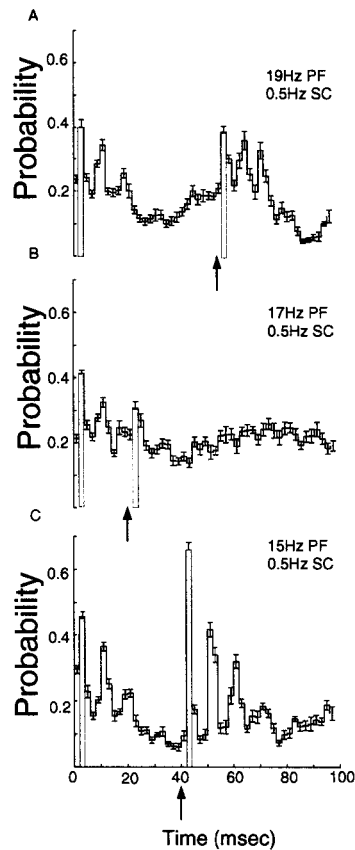 A
19Hz PF
0.5Hz SC
Probability
0.6
0.4
0.2
B
17Hz PF
0.5Hz SC
Probability
0.6
0.4
0.2
C
15Hz PF
0.5Hz SC
Probability
0.6
0.4
0.2
0 20 40 60 80 100
Time (msec)